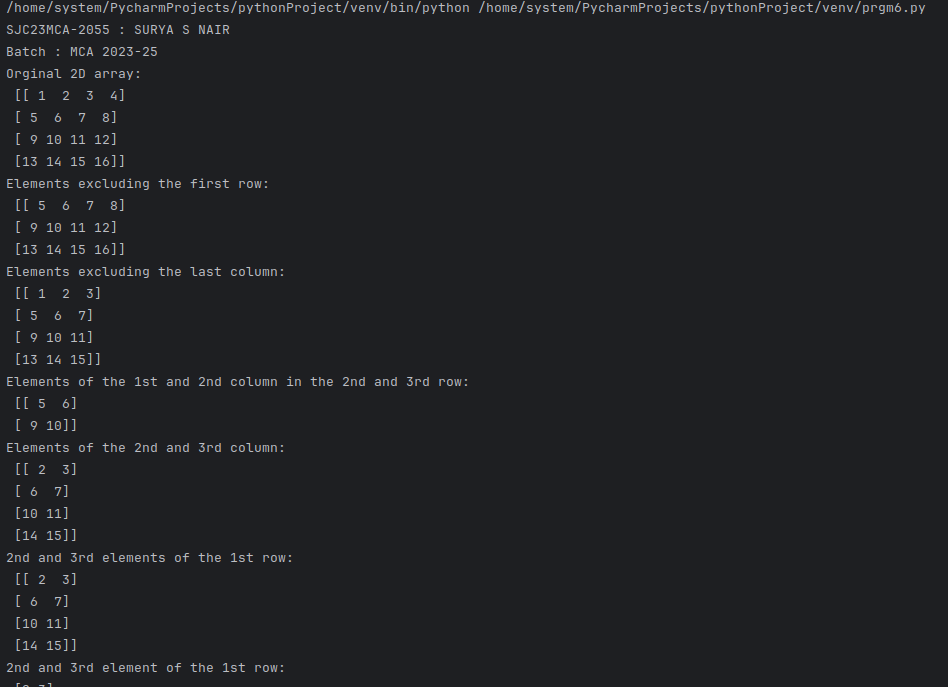 /home/system/PycharmProjects/pythonProject/venv/bin/python /home/system/PycharmProjects/pythonProject/venv/prgm6.py
SJC23MCA-2055 : SURYA S NAIR
Batch : MCA 2023-25
Orginal 2D array:
 [[ 1  2  3  4]
 [ 5  6  7  8]
 [ 9 10 11 12]
 [13 14 15 16]]
Elements excluding the first row:
 [[ 5  6  7  8]
 [ 9 10 11 12]
 [13 14 15 16]]
Elements excluding the last column:
 [[ 1  2  3]
 [ 5  6  7]
 [ 9 10 11]
 [13 14 15]]
Elements of the 1st and 2nd column in the 2nd and 3rd row:
 [[ 5  6]
 [ 9 10]]
Elements of the 2nd and 3rd column:
 [[ 2  3]
 [ 6  7]
 [10 11]
 [14 15]]
2nd and 3rd elements of the 1st row:
 [[ 2  3]
 [ 6  7]
 [10 11]
 [14 15]]
2nd and 3rd element of the 1st row: